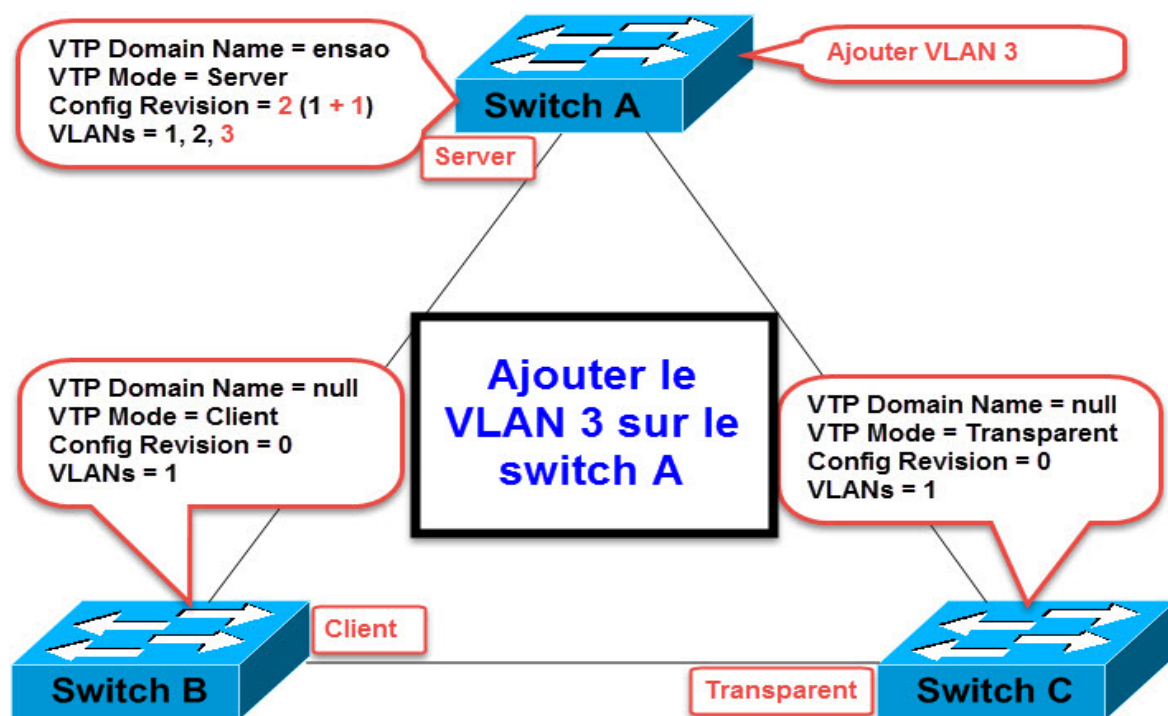 VTP Domain Name = ensao
VTP Mode = Server
Config Revision = 2 (1 + 1)
VLANs = 1, 2, 3
Ajouter VLAN 3
Switch A
Server
Ajouter le
VLAN 3 sur le
switch A
VTP Domain Name = null
VTP Mode = Client
Config Revision = 0
VLANs = 1
VTP Domain Name = null
VTP Mode = Transparent
Config Revision = 0
VLANs = 1
Client
Switch B
Transparent
Switch C